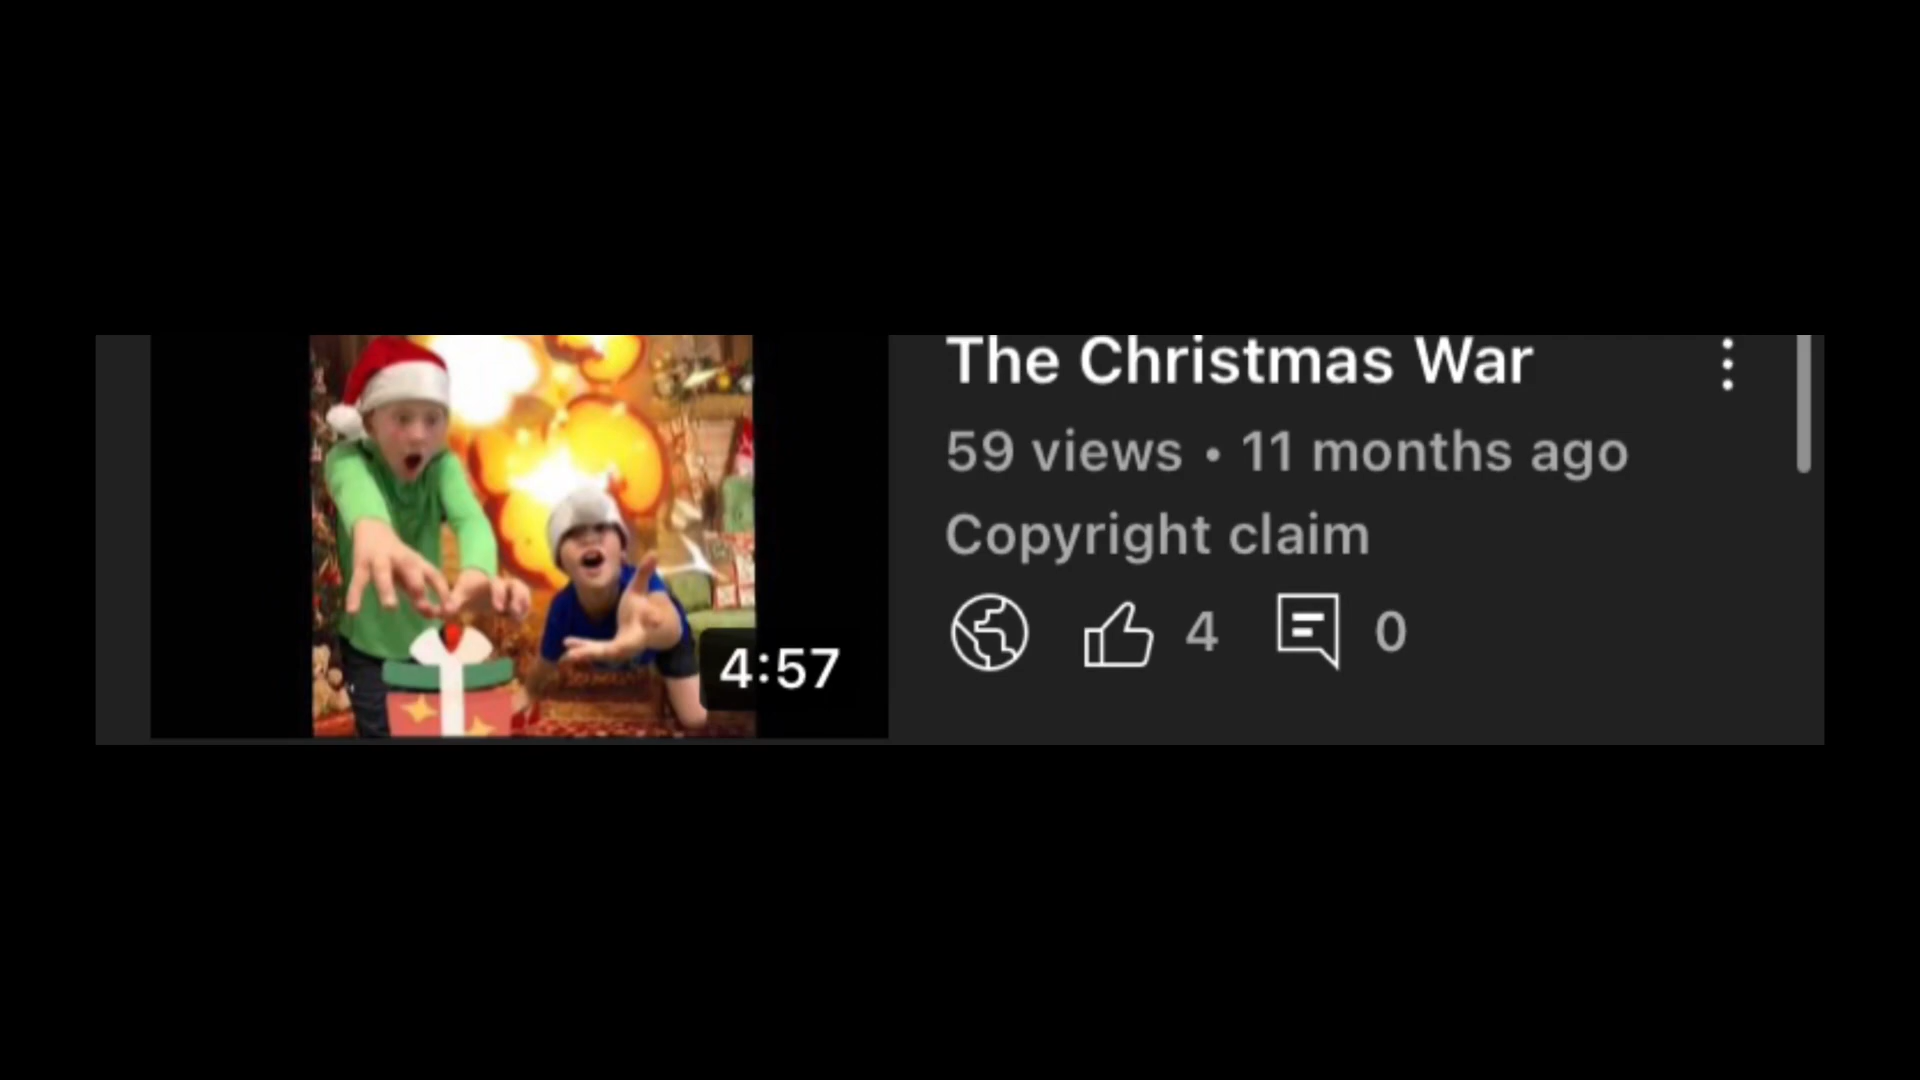 The Christmas War
59 views • 11 months ago
Copyright claim
4 0
4:57